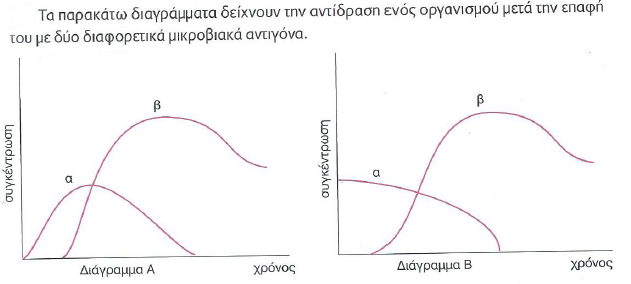 Τα παρακάτω διαγράμματα δείχνουν την αντίδραση ενός οργανισμού μετά την επαφή
του με δύο διαφορετικά μικροβιακά αντιγόνα.
συγκέντρωση
α
β
Διάγραμμα Α
χρόνος
συγκέντρωση
α
β
Διάγραμμα Β
χρόνος